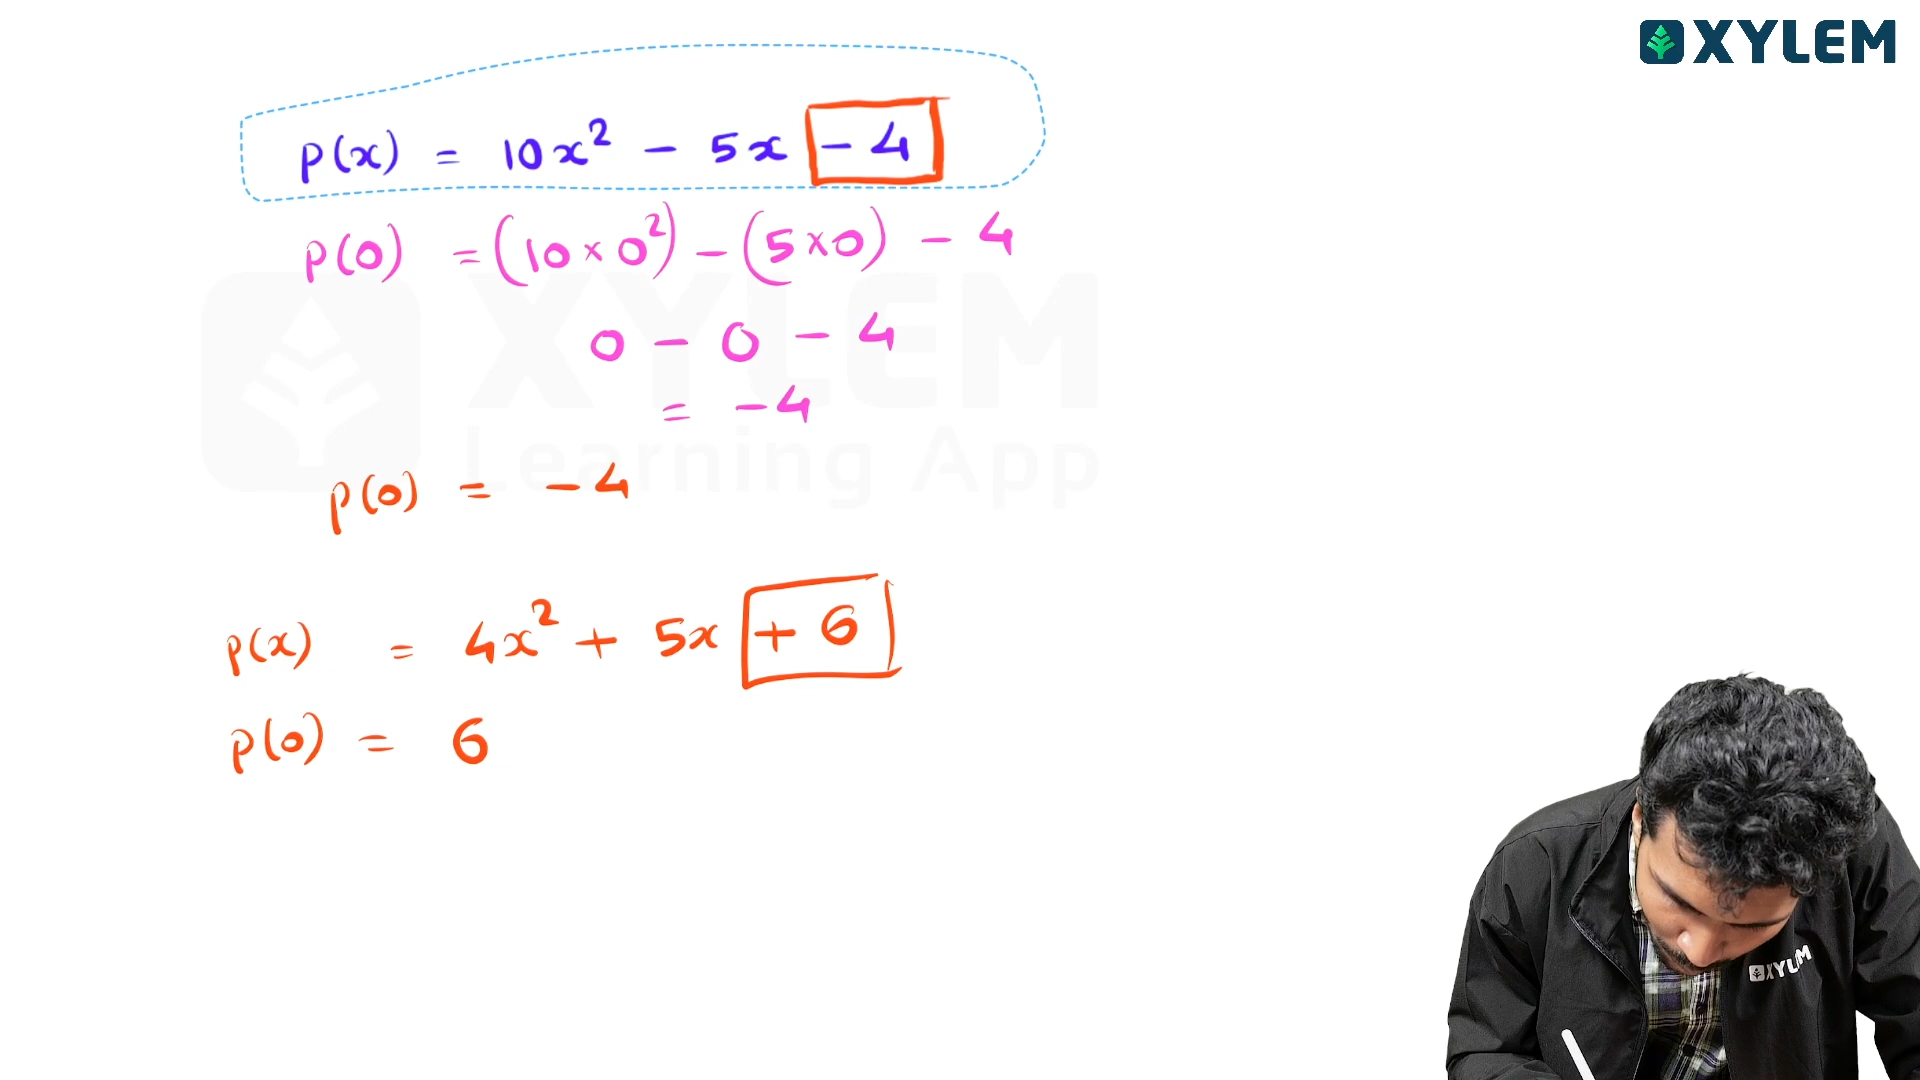 XYLEM
p(x) = 10x² - 5x - 4
p(0) = (10 × 0²) - (5×0) - 4
0 - 0 - 4
= -4
p(0) = -4
p(x) = 4x² + 5x + 6
p(0) = 6
XYLEM
Learning App
XYLEM